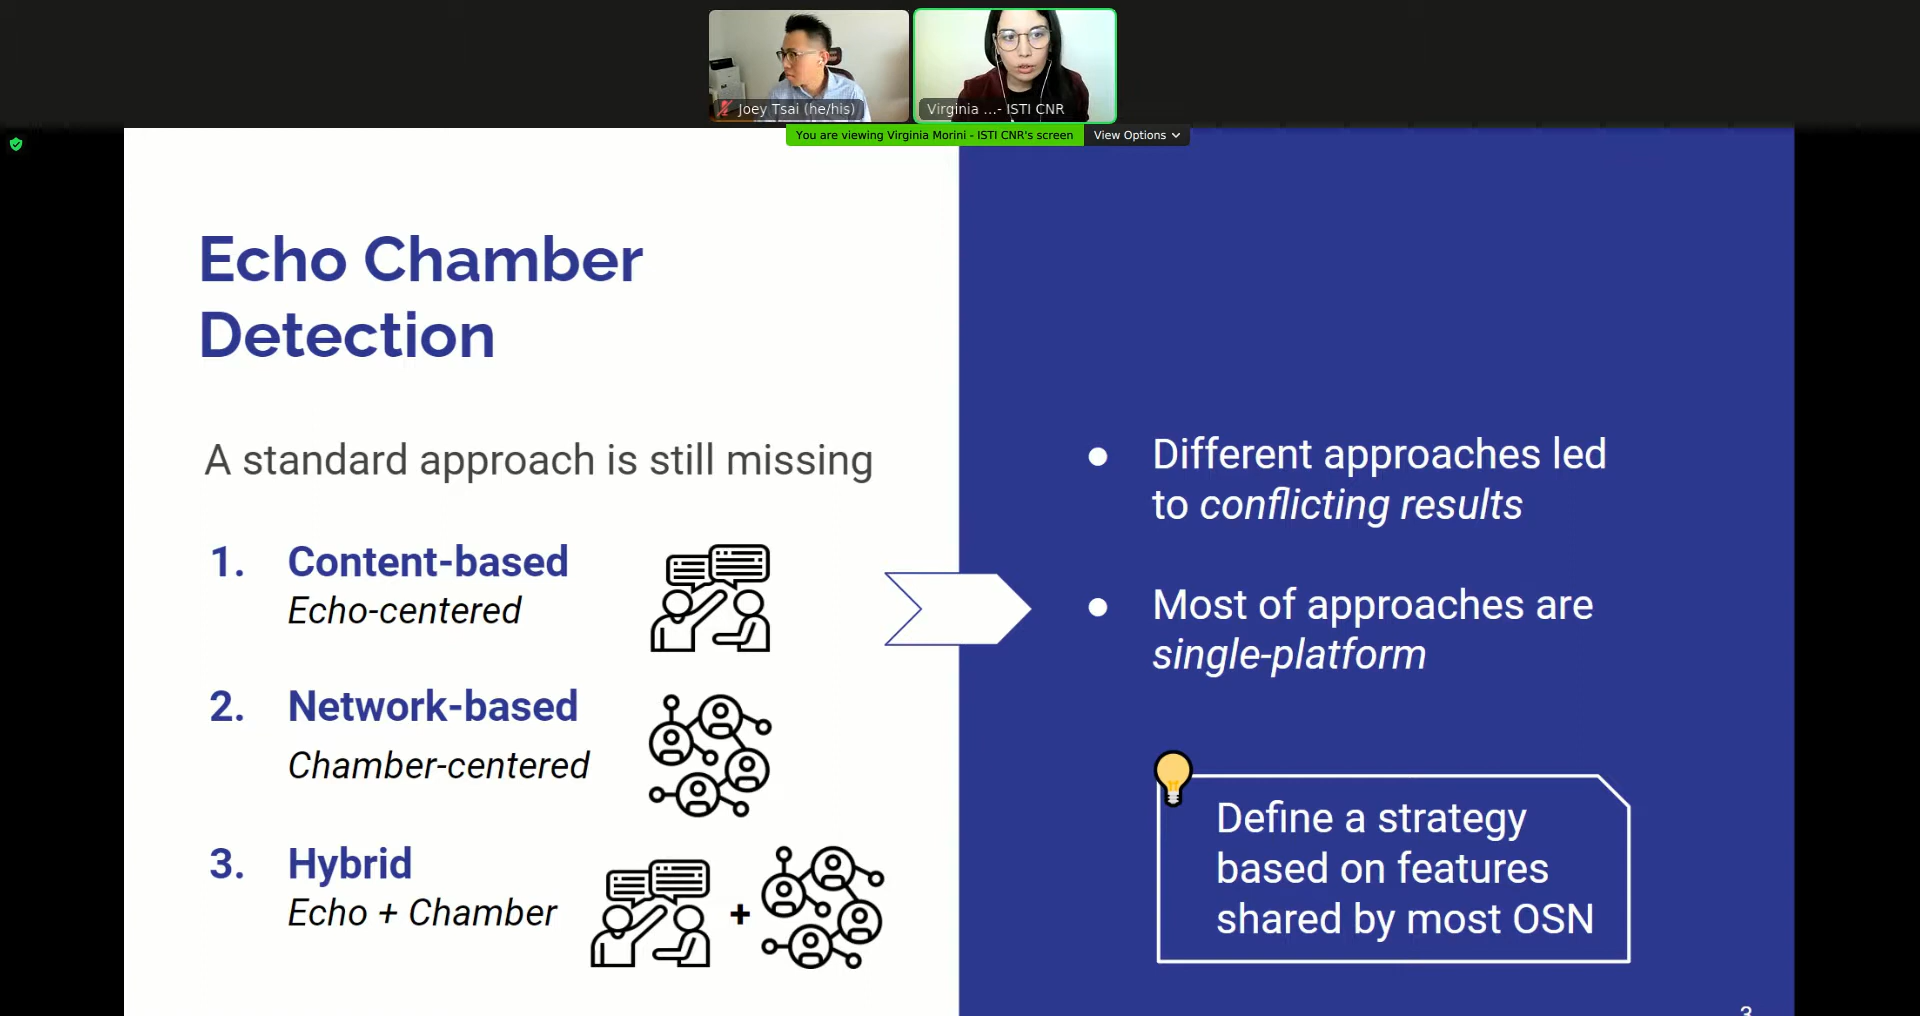 Joey Tsai (he/his)
Virginia ...- ISTI CNR
You are viewing Virginia Morini - ISTI CNR's screen
View Options
Echo Chamber
Detection
A standard approach is still missing
1. Content-based
Echo-centered
2. Network-based
Chamber-centered
3. Hybrid
Echo + Chamber
+
● Different approaches led
to conflicting results
● Most of approaches are
single-platform
Define a strategy
based on features
shared by most OSN
3